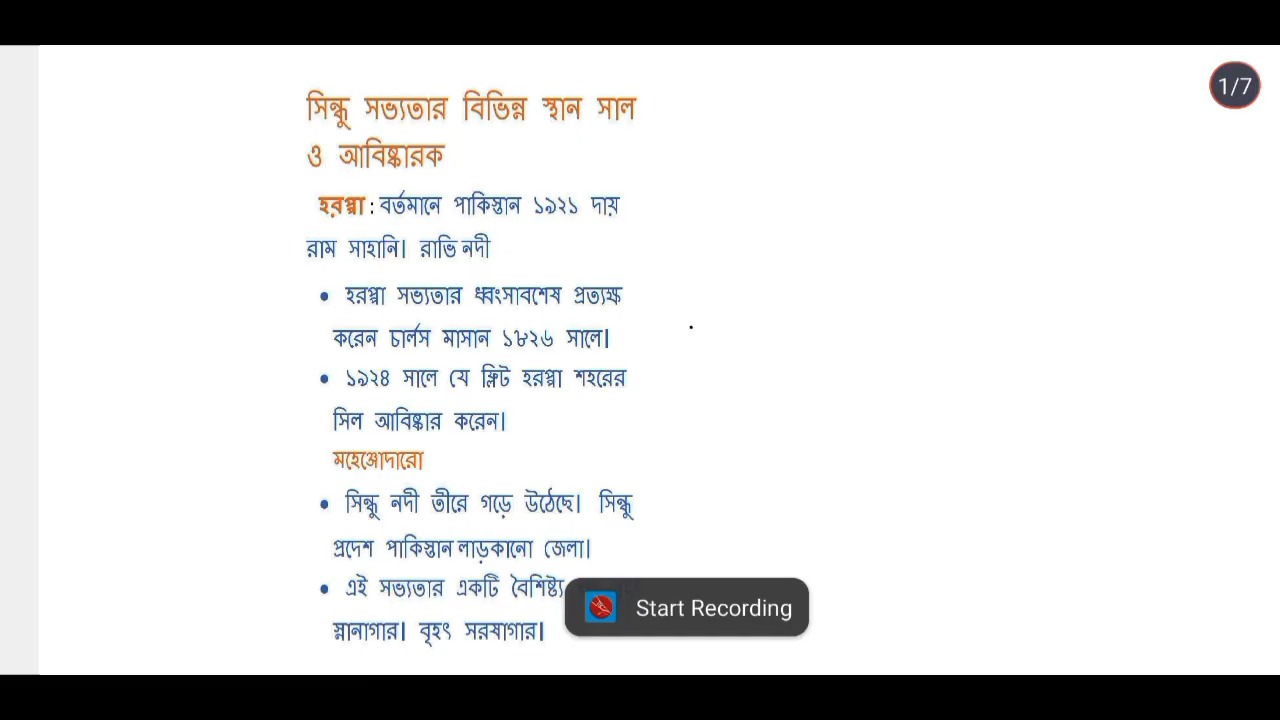 1/7
সিন্ধু সভ্যতার বিভিন্ন স্থান সাল
ও আবিষ্কারক
হরপ্পা : বর্তমানে পাকিস্তান ১৯২১ দায়
রাম সাহানি। রাভি নদী
• হরপ্পা সভ্যতার ধ্বংসাবশেষ প্রত্যক্ষ
করেন চার্লস মাসান ১৮২৬ সালে।
• ১৯২৪ সালে যে ফ্লিট হরপ্পা শহরের
সিল আবিষ্কার করেন।
মহেঞ্জোদারো
• সিন্ধু নদী তীরে গড়ে উঠেছে। সিন্ধু
প্রদেশ পাকিস্তান লাড়কানো জেলা।
• এই সভ্যতার একটি বৈশিষ্ট্য
স্নানাগার। বৃহৎ সরষাগার।
Start Recording